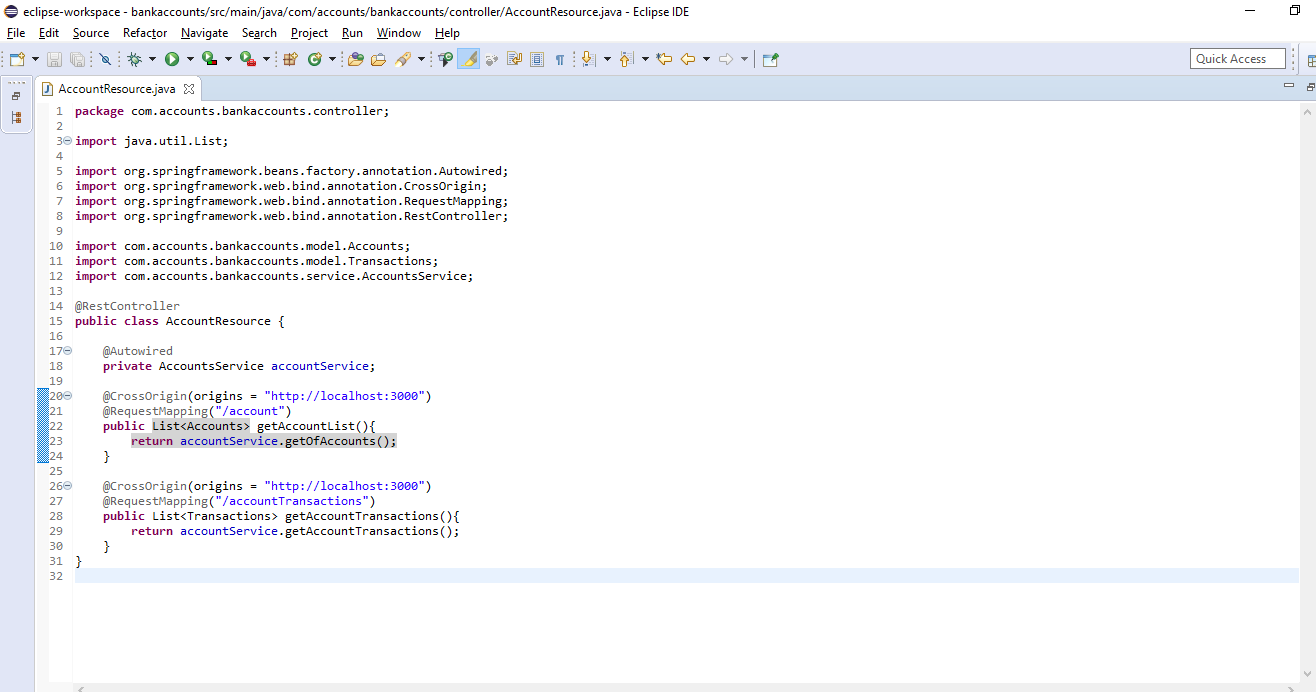 eclipse-workspace - bankaccounts/src/main/java/com/accounts/bankaccounts/controller/AccountResource.java - Eclipse IDE
File Edit Source Refactor Navigate Search Project Run Window Help
Quick Access
AccountResource.java
1 package com.accounts.bankaccounts.controller;
2
3 import java.util.List;
4
5 import org.springframework.beans.factory.annotation.Autowired;
6 import org.springframework.web.bind.annotation.CrossOrigin;
7 import org.springframework.web.bind.annotation.RequestMapping;
8 import org.springframework.web.bind.annotation.RestController;
9
10 import com.accounts.bankaccounts.model.Accounts;
11 import com.accounts.bankaccounts.model.Transactions;
12 import com.accounts.bankaccounts.service.AccountsService;
13
14 @RestController
15 public class AccountResource {
16
17     @Autowired
18     private AccountsService accountService;
19
20     @CrossOrigin(origins = "http://localhost:3000")
21     @RequestMapping("/account")
22     public List<Accounts> getAccountList(){
23         return accountService.getOfAccounts();
24     }
25
26     @CrossOrigin(origins = "http://localhost:3000")
27     @RequestMapping("/accountTransactions")
28     public List<Transactions> getAccountTransactions(){
29         return accountService.getAccountTransactions();
30     }
31 }
32